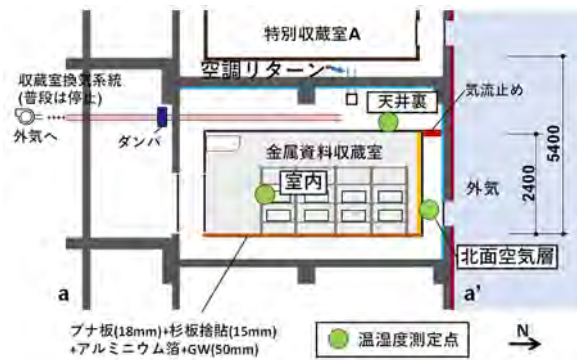 特別収蔵室A
収蔵室換気系統
(普段は停止)
空調リターン
外気へ
ダンパ
天井裏
気流止め
金属資料収蔵室
室内
外気
2400
5400
北面空気層
a
a'
ブナ板(18mm)+杉板捨貼(15mm)
+アルミニウム箔+GW(50mm)
温湿度測定点
N